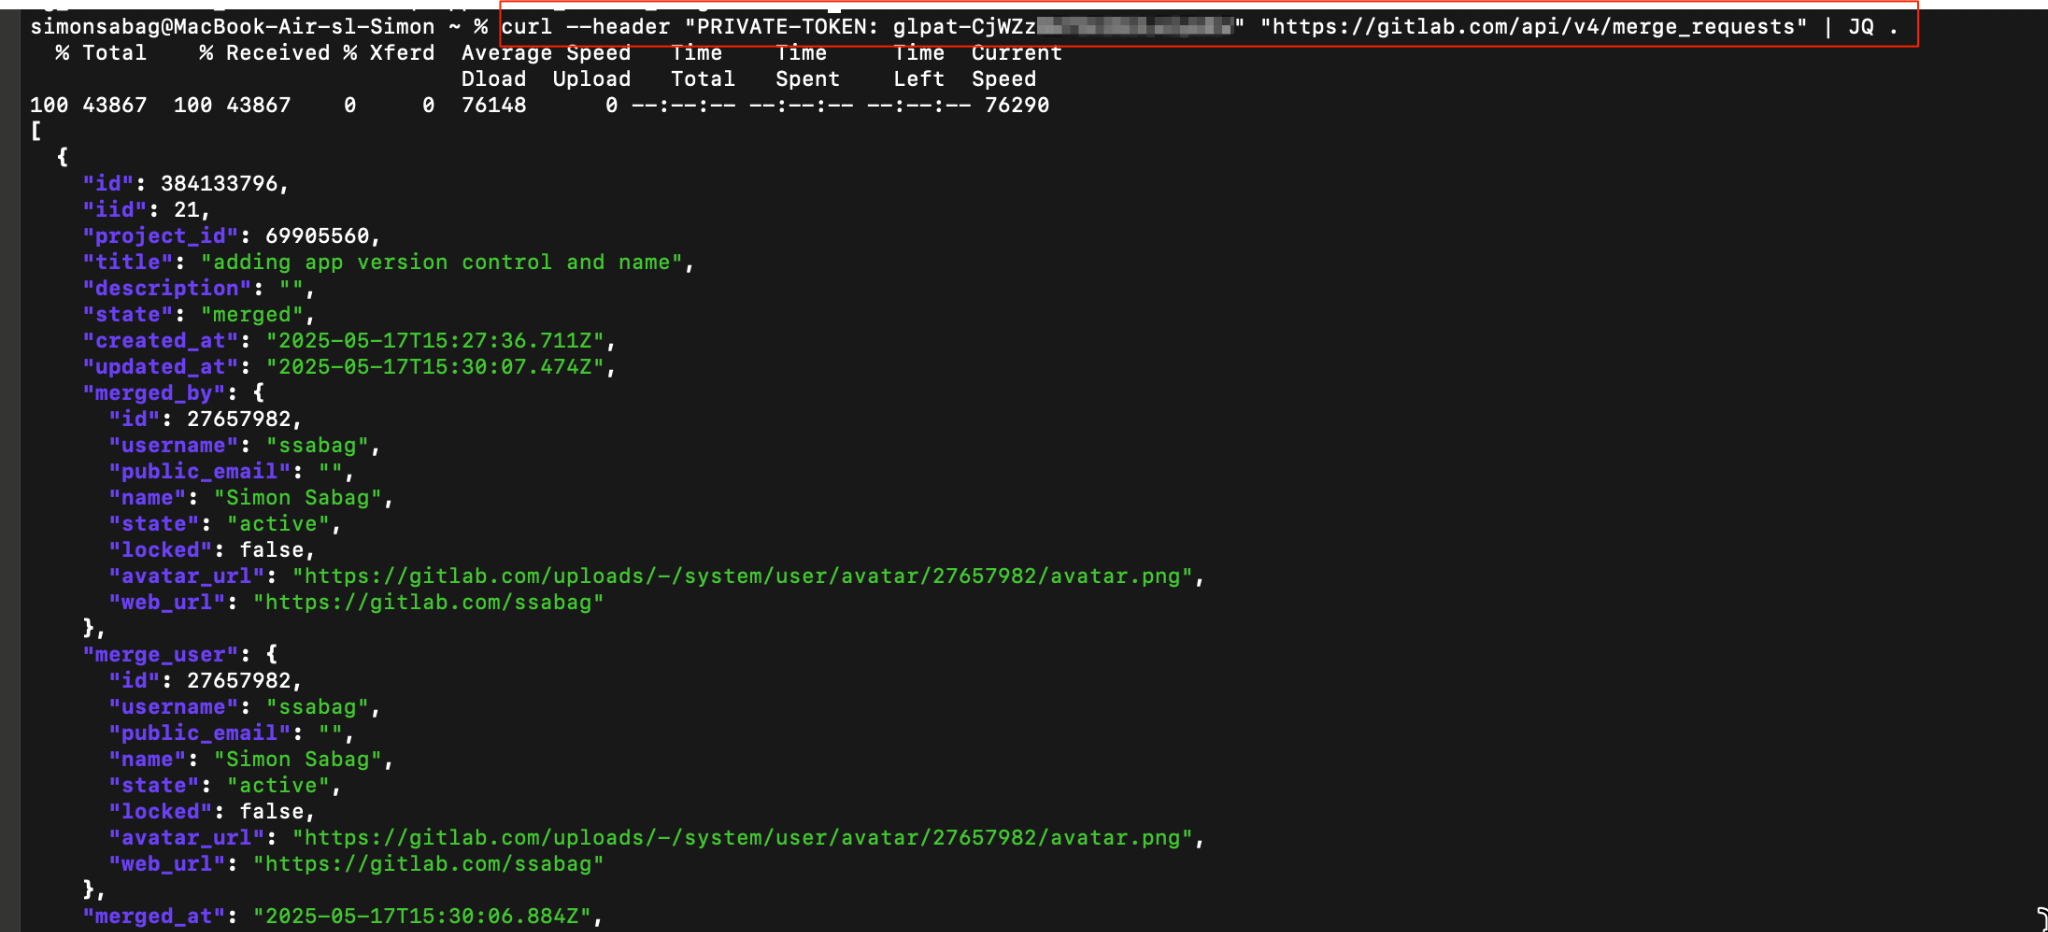 simonsabag@MacBook-Air-sl-Simon ~ % curl --header "PRIVATE-TOKEN: glpat-CjWZz" "https://gitlab.com/api/v4/merge_requests" | JQ .
% Total % Received % Xferd Average Speed Time Time Time Current
Dload Upload Total Spent Left Speed
100 43867 100 43867 0 0 76148 0 --:--:-- --:--:-- --:--:-- 76290
[
{
"id": 384133796,
"iid": 21,
"project_id": 69905560,
"title": "adding app version control and name",
"description": "",
"state": "merged",
"created_at": "2025-05-17T15:27:36.711Z",
"updated_at": "2025-05-17T15:30:07.474Z",
"merged_by": {
"id": 27657982,
"username": "ssabag",
"public_email": "",
"name": "Simon Sabag",
"state": "active",
"locked": false,
"avatar_url": "https://gitlab.com/uploads/-/system/user/avatar/27657982/avatar.png",
"web_url": "https://gitlab.com/ssabag"
},
"merge_user": {
"id": 27657982,
"username": "ssabag",
"public_email": "",
"name": "Simon Sabag",
"state": "active",
"locked": false,
"avatar_url": "https://gitlab.com/uploads/-/system/user/avatar/27657982/avatar.png",
"web_url": "https://gitlab.com/ssabag"
},
"merged_at": "2025-05-17T15:30:06.884Z",